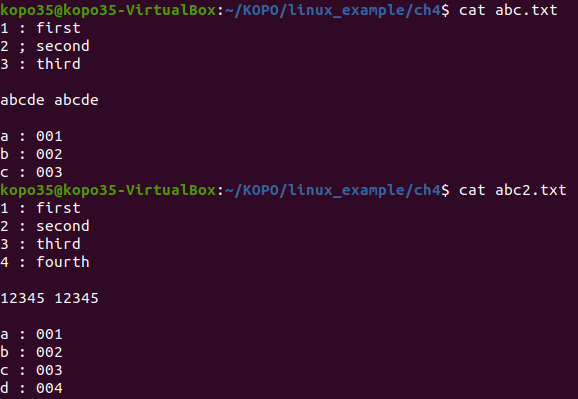 kopo35@kopo35-VirtualBox:~/KOPO/linux_example/ch4$ cat abc.txt
1 : first
2 ; second
3 : third

abcde abcde

a : 001
b : 002
c : 003
kopo35@kopo35-VirtualBox:~/KOPO/linux_example/ch4$ cat abc2.txt
1 : first
2 : second
3 : third
4 : fourth

12345 12345

a : 001
b : 002
c : 003
d : 004